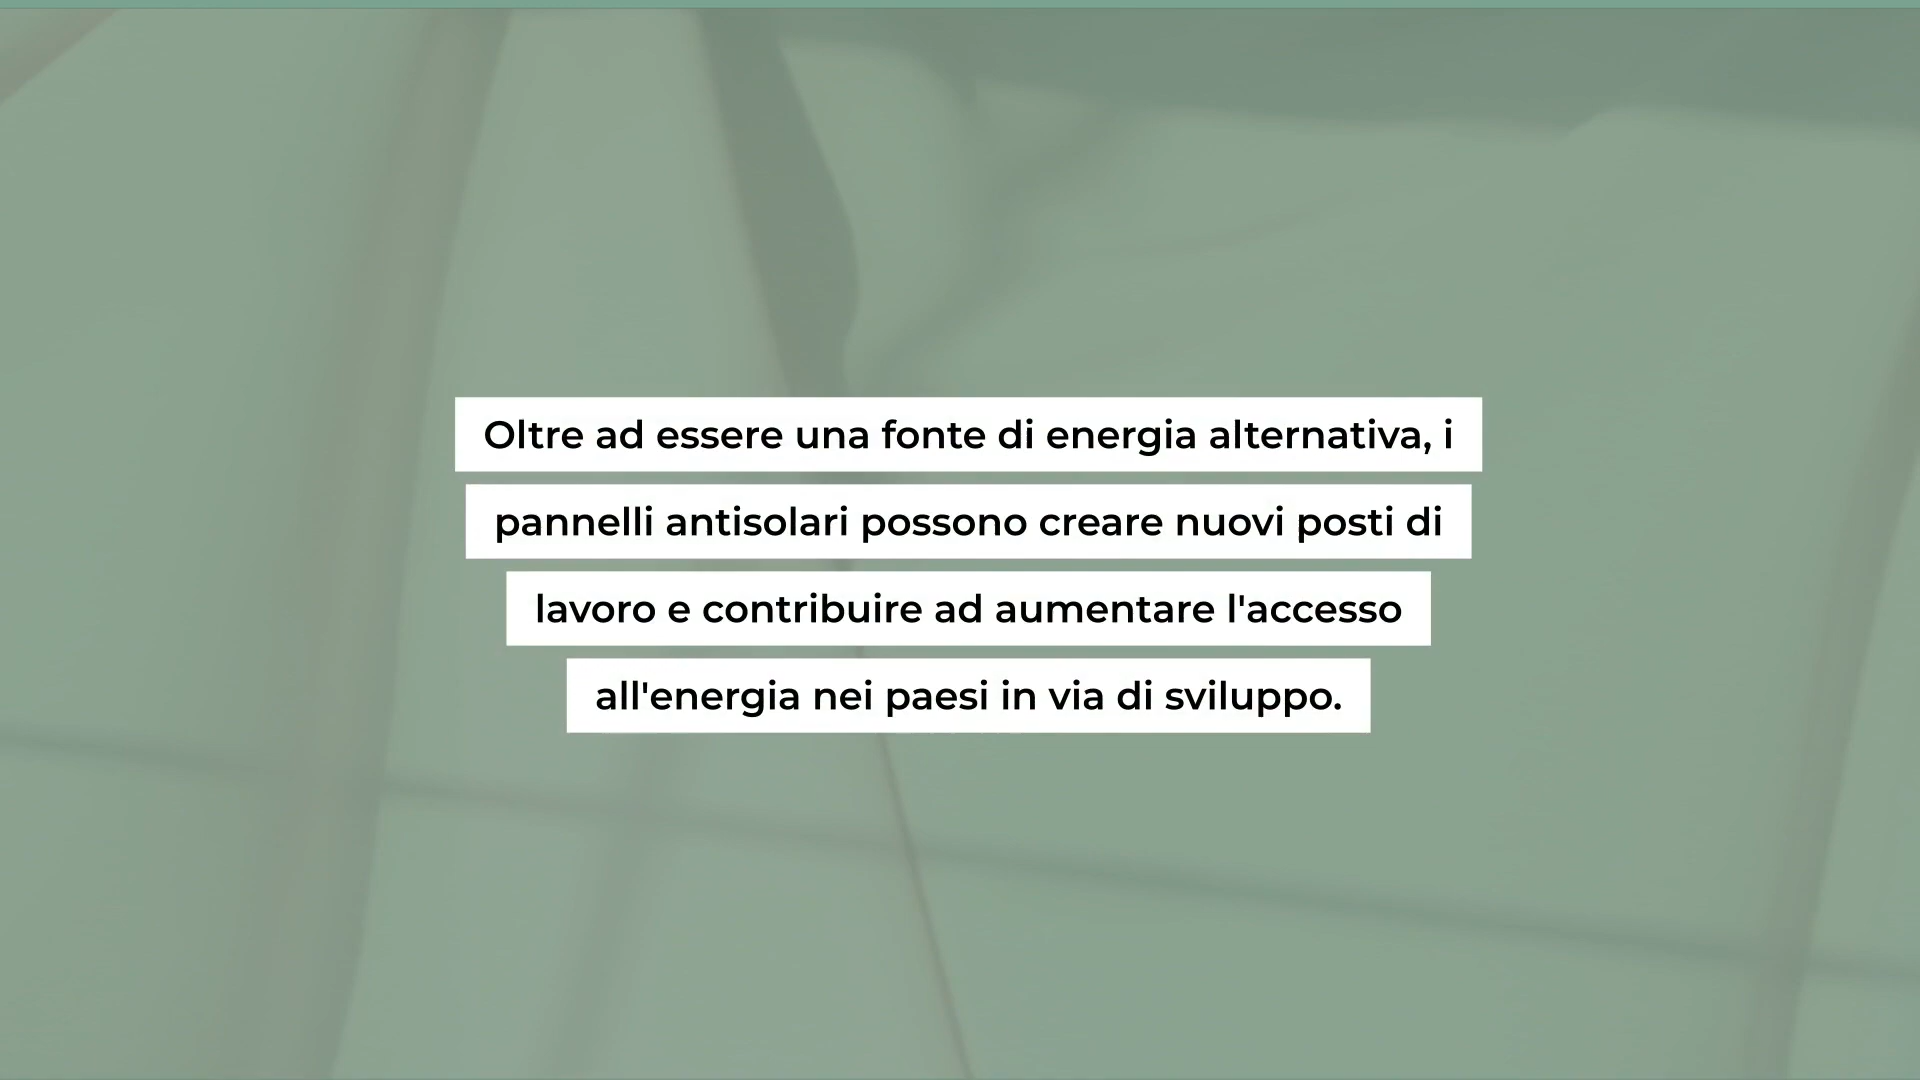 Oltre ad essere una fonte di energia alternativa, i
pannelli antisolari possono creare nuovi posti di
lavoro e contribuire ad aumentare l'accesso
all'energia nei paesi in via di sviluppo.